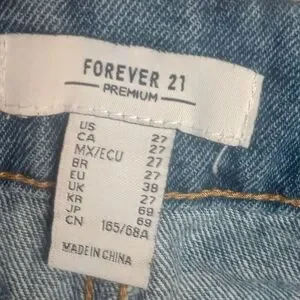 FOREVER 21
PREMIUM
US 27
CA 27
MX/ECU 27
BR 27
EU 38
UK 27
KR 69
JP 69
CN 165/68A
MADE IN CHINA